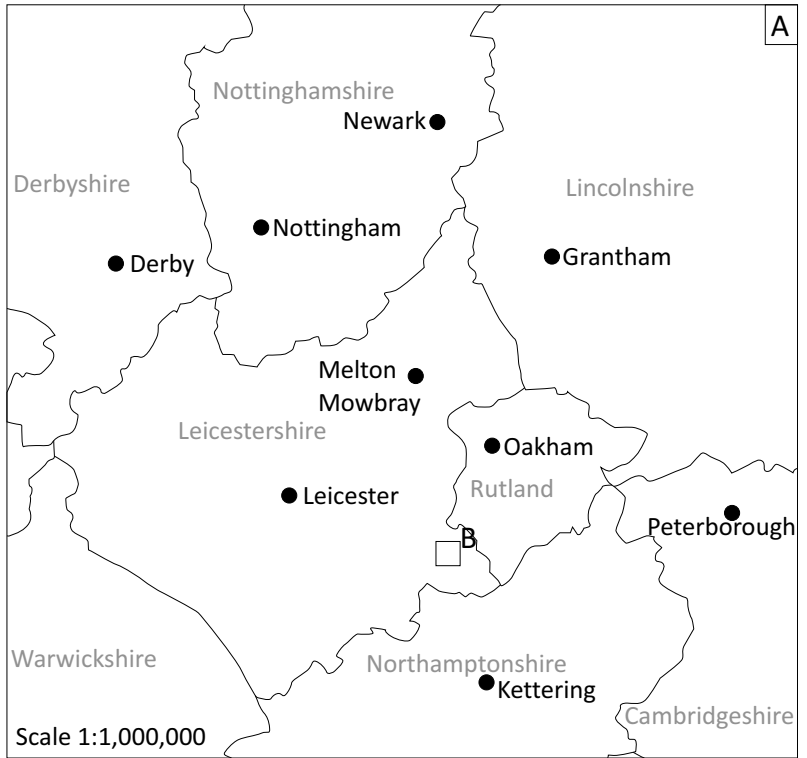 A
Nottinghamshire
Newark
Derbyshire
Lincolnshire
Nottingham
Grantham
Derby
Melton
Mowbray
Leicestershire
Oakham
Rutland
Leicester
Peterborough
B
Warwickshire
Northamptonshire
Kettering
Cambridgeshire
Scale 1:1,000,000